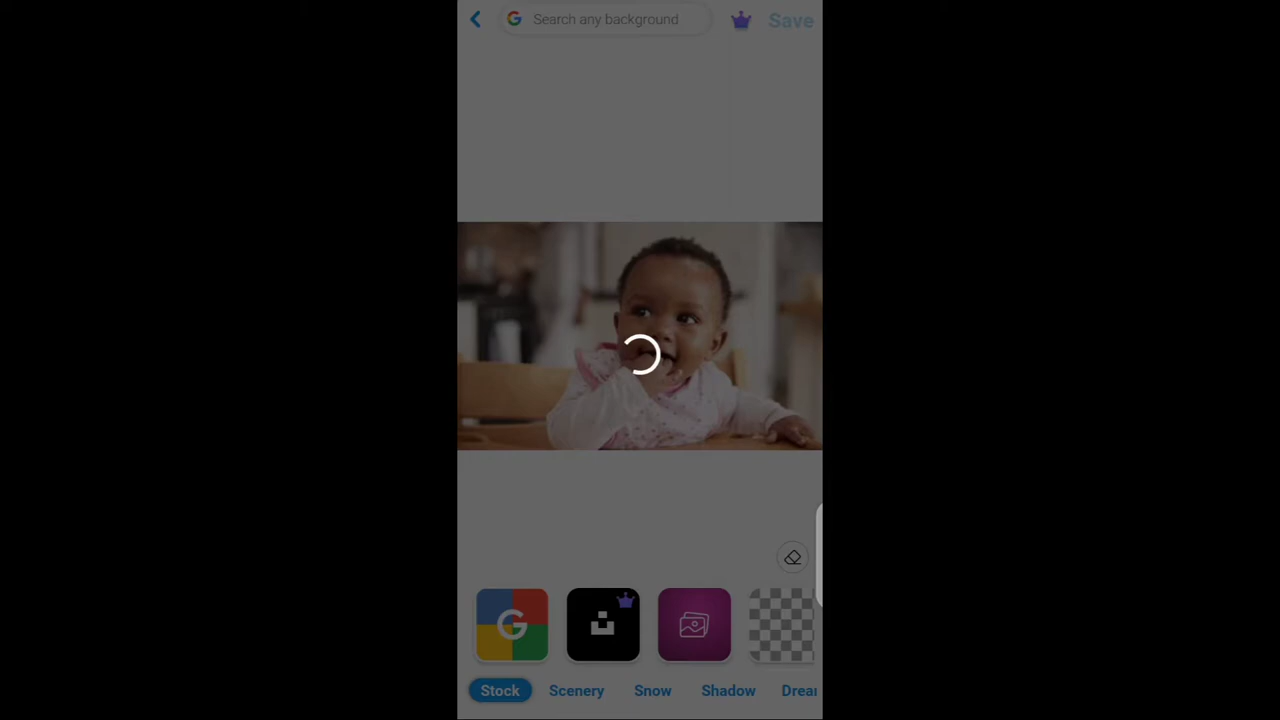 Search any background
Save
Stock
Scenery
Snow
Shadow